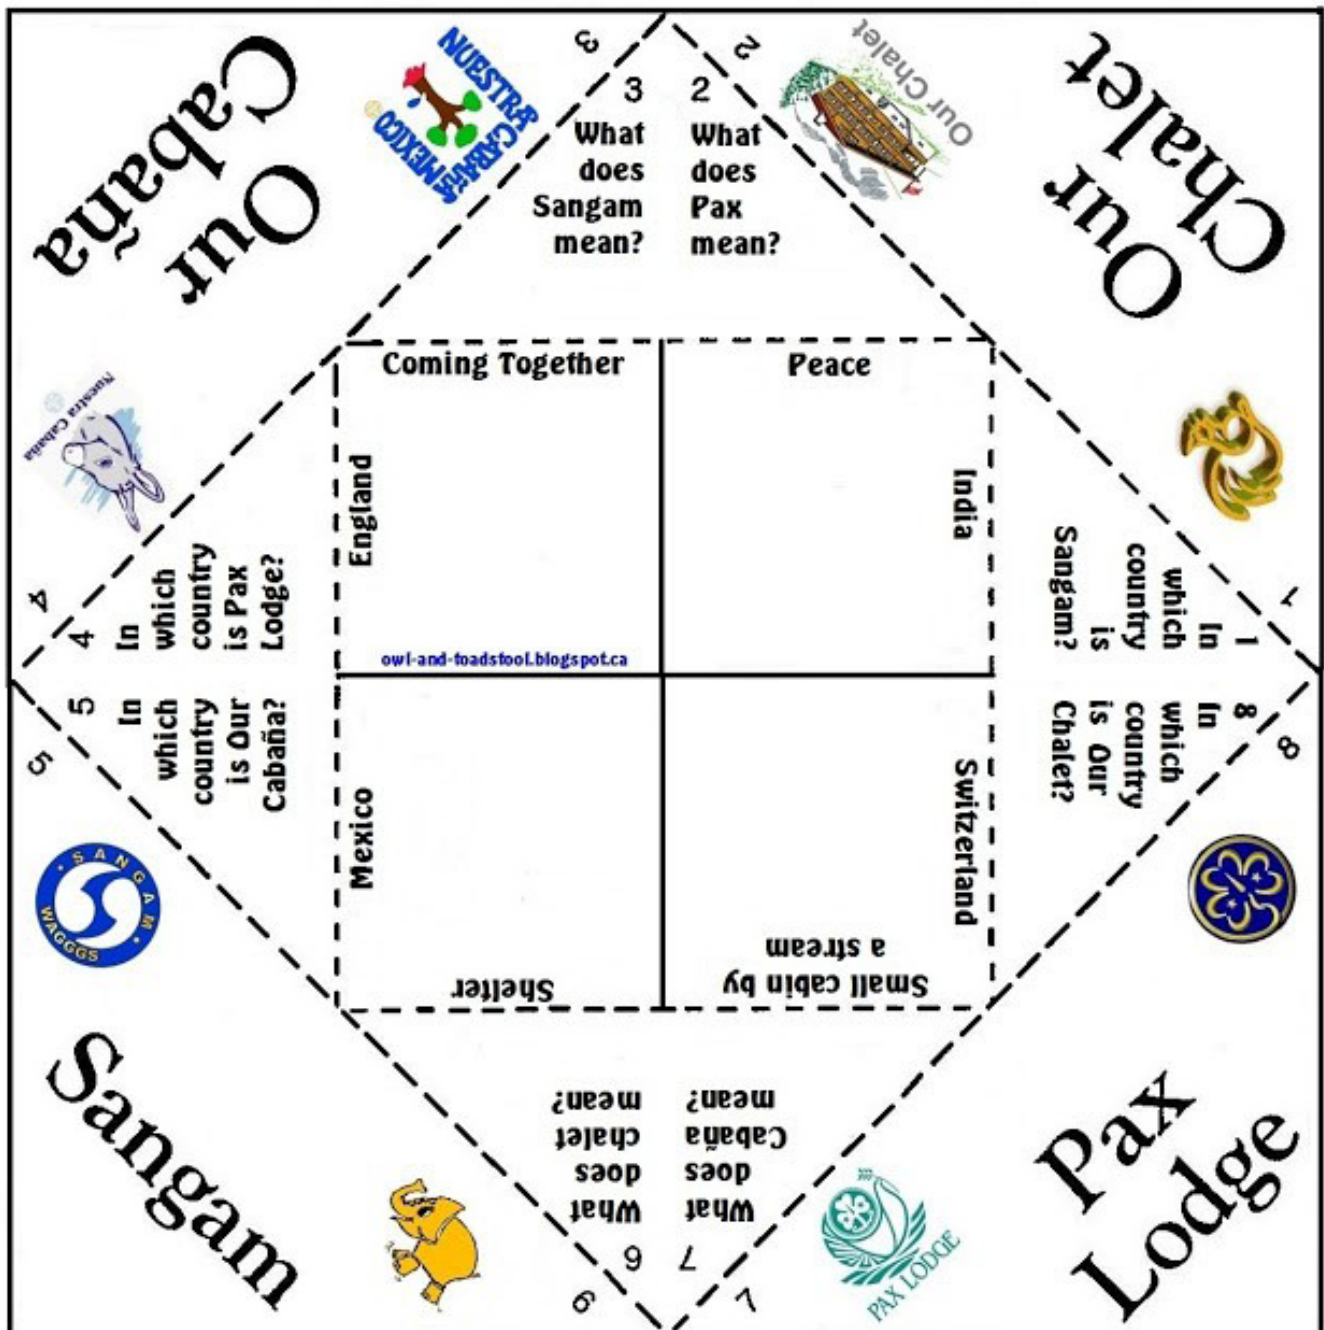 Our
Cabaña
NUESTRA
CABAÑA
MEXICO
3
3
What
does
Sangam
mean?
2
2
What
does
Pax
mean?
Our Chalet
Our
Chalet
Nuestra Cabaña
4
4
In
which
country
is Pax
Lodge?
Coming Together
Peace
England
India
owl-and-toadstool.blogspot.ca
1
1
In
which
country
is
Sangam?
5
5
In
which
country
is Our
Cabaña?
Mexico
Switzerland
8
8
In
which
country
is Our
Chalet?
Shelter
Small cabin by
a stream
• SANGAM •
WAGGGS
Sangam
6
6
What
does
chalet
mean?
7
7
What
does
Cabaña
mean?
PAX LODGE
Pax
Lodge